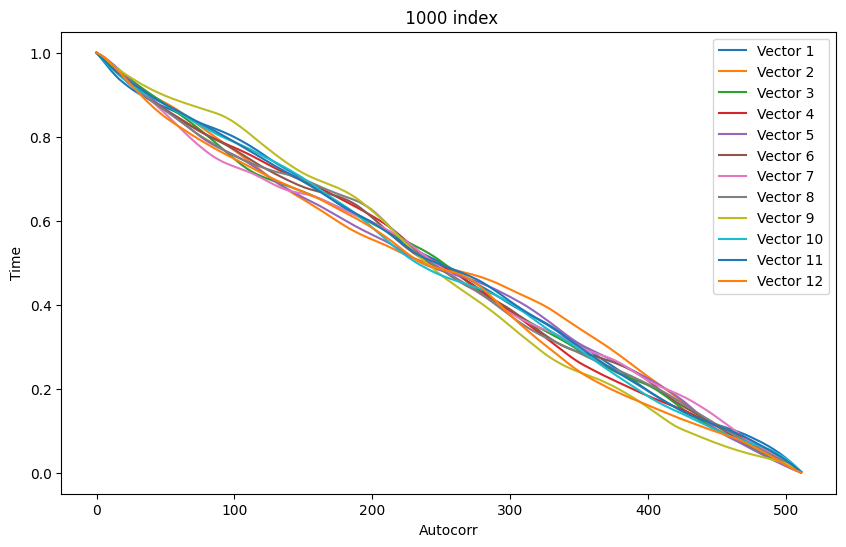 1000 index
1.0
0.8
0.6
0.4
0.2
0.0
Time
0
100
200
300
400
500
Autocorr
Vector 1
Vector 2
Vector 3
Vector 4
Vector 5
Vector 6
Vector 7
Vector 8
Vector 9
Vector 10
Vector 11
Vector 12